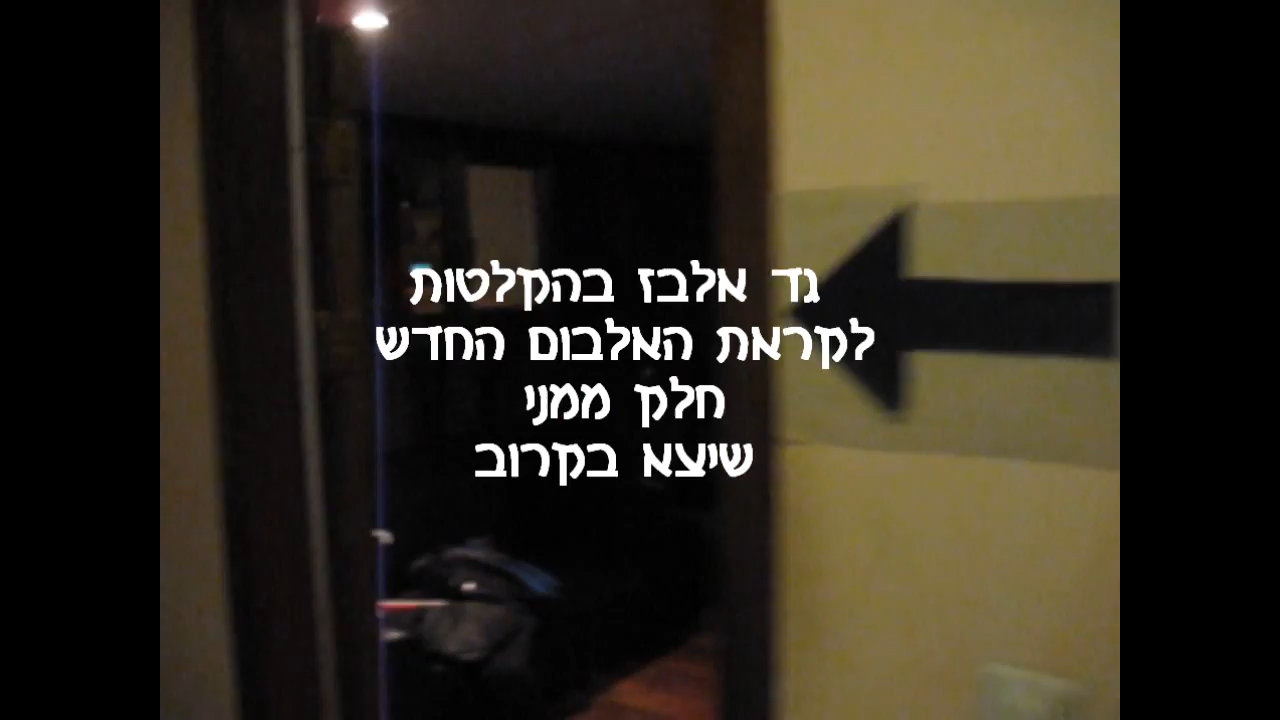 גד אלבז בהקלטות
לקראת האלבום החדש
חלק ממני
שיצא בקרוב